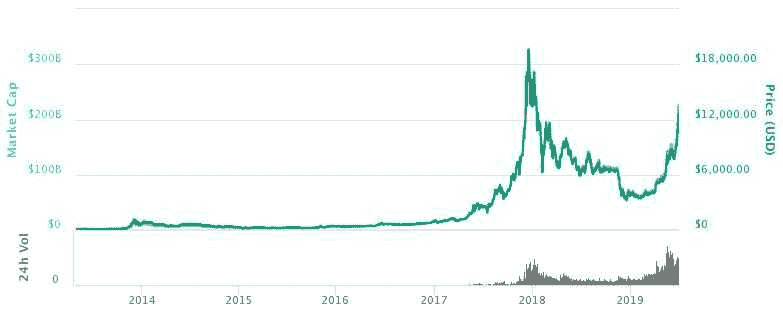 $300B $18,000.00
$200B $12,000.00
$100B $6,000.00
$0 $0
Market Cap
Price (USD)
24h Vol
0
2014 2015 2016 2017 2018 2019